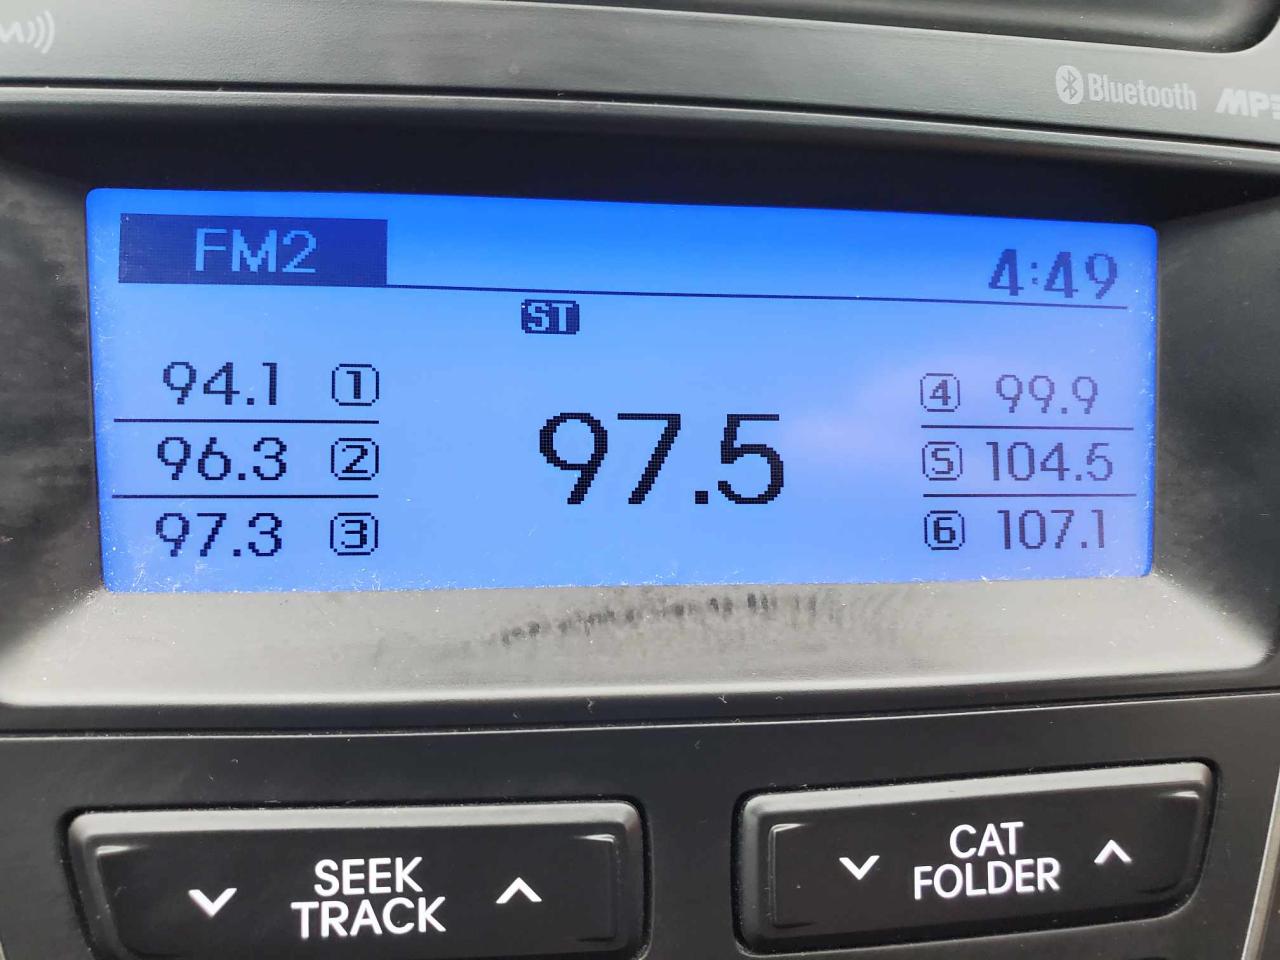 Bluetooth
FM2
4:49
ST
94.1 1
96.3 2
97.3 3
97.5
4 99.9
5 104.5
6 107.1
SEEK
TRACK
CAT
FOLDER